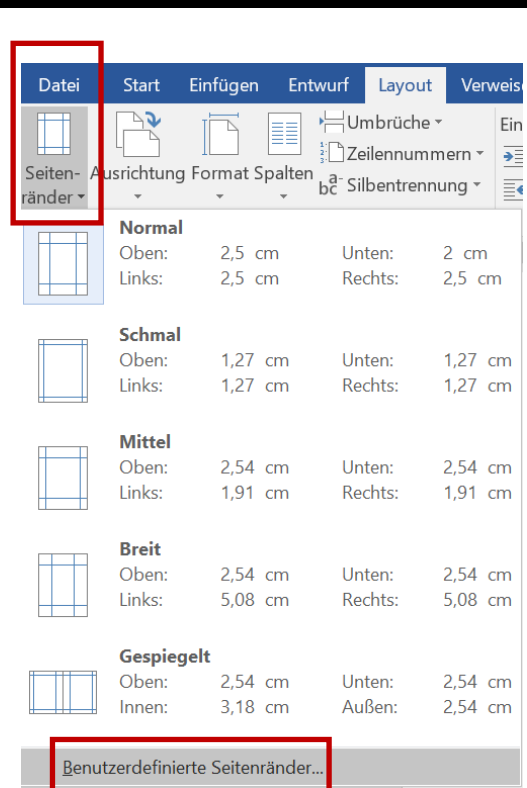 Datei Start Einfügen Entwurf Layout Verweise
Seiten-
ränder
Ausrichtung Format Spalten
Umbrüche
Zeilennummern
Silbentrennung
Ein
Normal
Oben: 2,5 cm Unten: 2 cm
Links: 2,5 cm Rechts: 2,5 cm
Schmal
Oben: 1,27 cm Unten: 1,27 cm
Links: 1,27 cm Rechts: 1,27 cm
Mittel
Oben: 2,54 cm Unten: 2,54 cm
Links: 1,91 cm Rechts: 1,91 cm
Breit
Oben: 2,54 cm Unten: 2,54 cm
Links: 5,08 cm Rechts: 5,08 cm
Gespiegelt
Oben: 2,54 cm Unten: 2,54 cm
Innen: 3,18 cm Außen: 2,54 cm
Benutzerdefinierte Seitenränder...